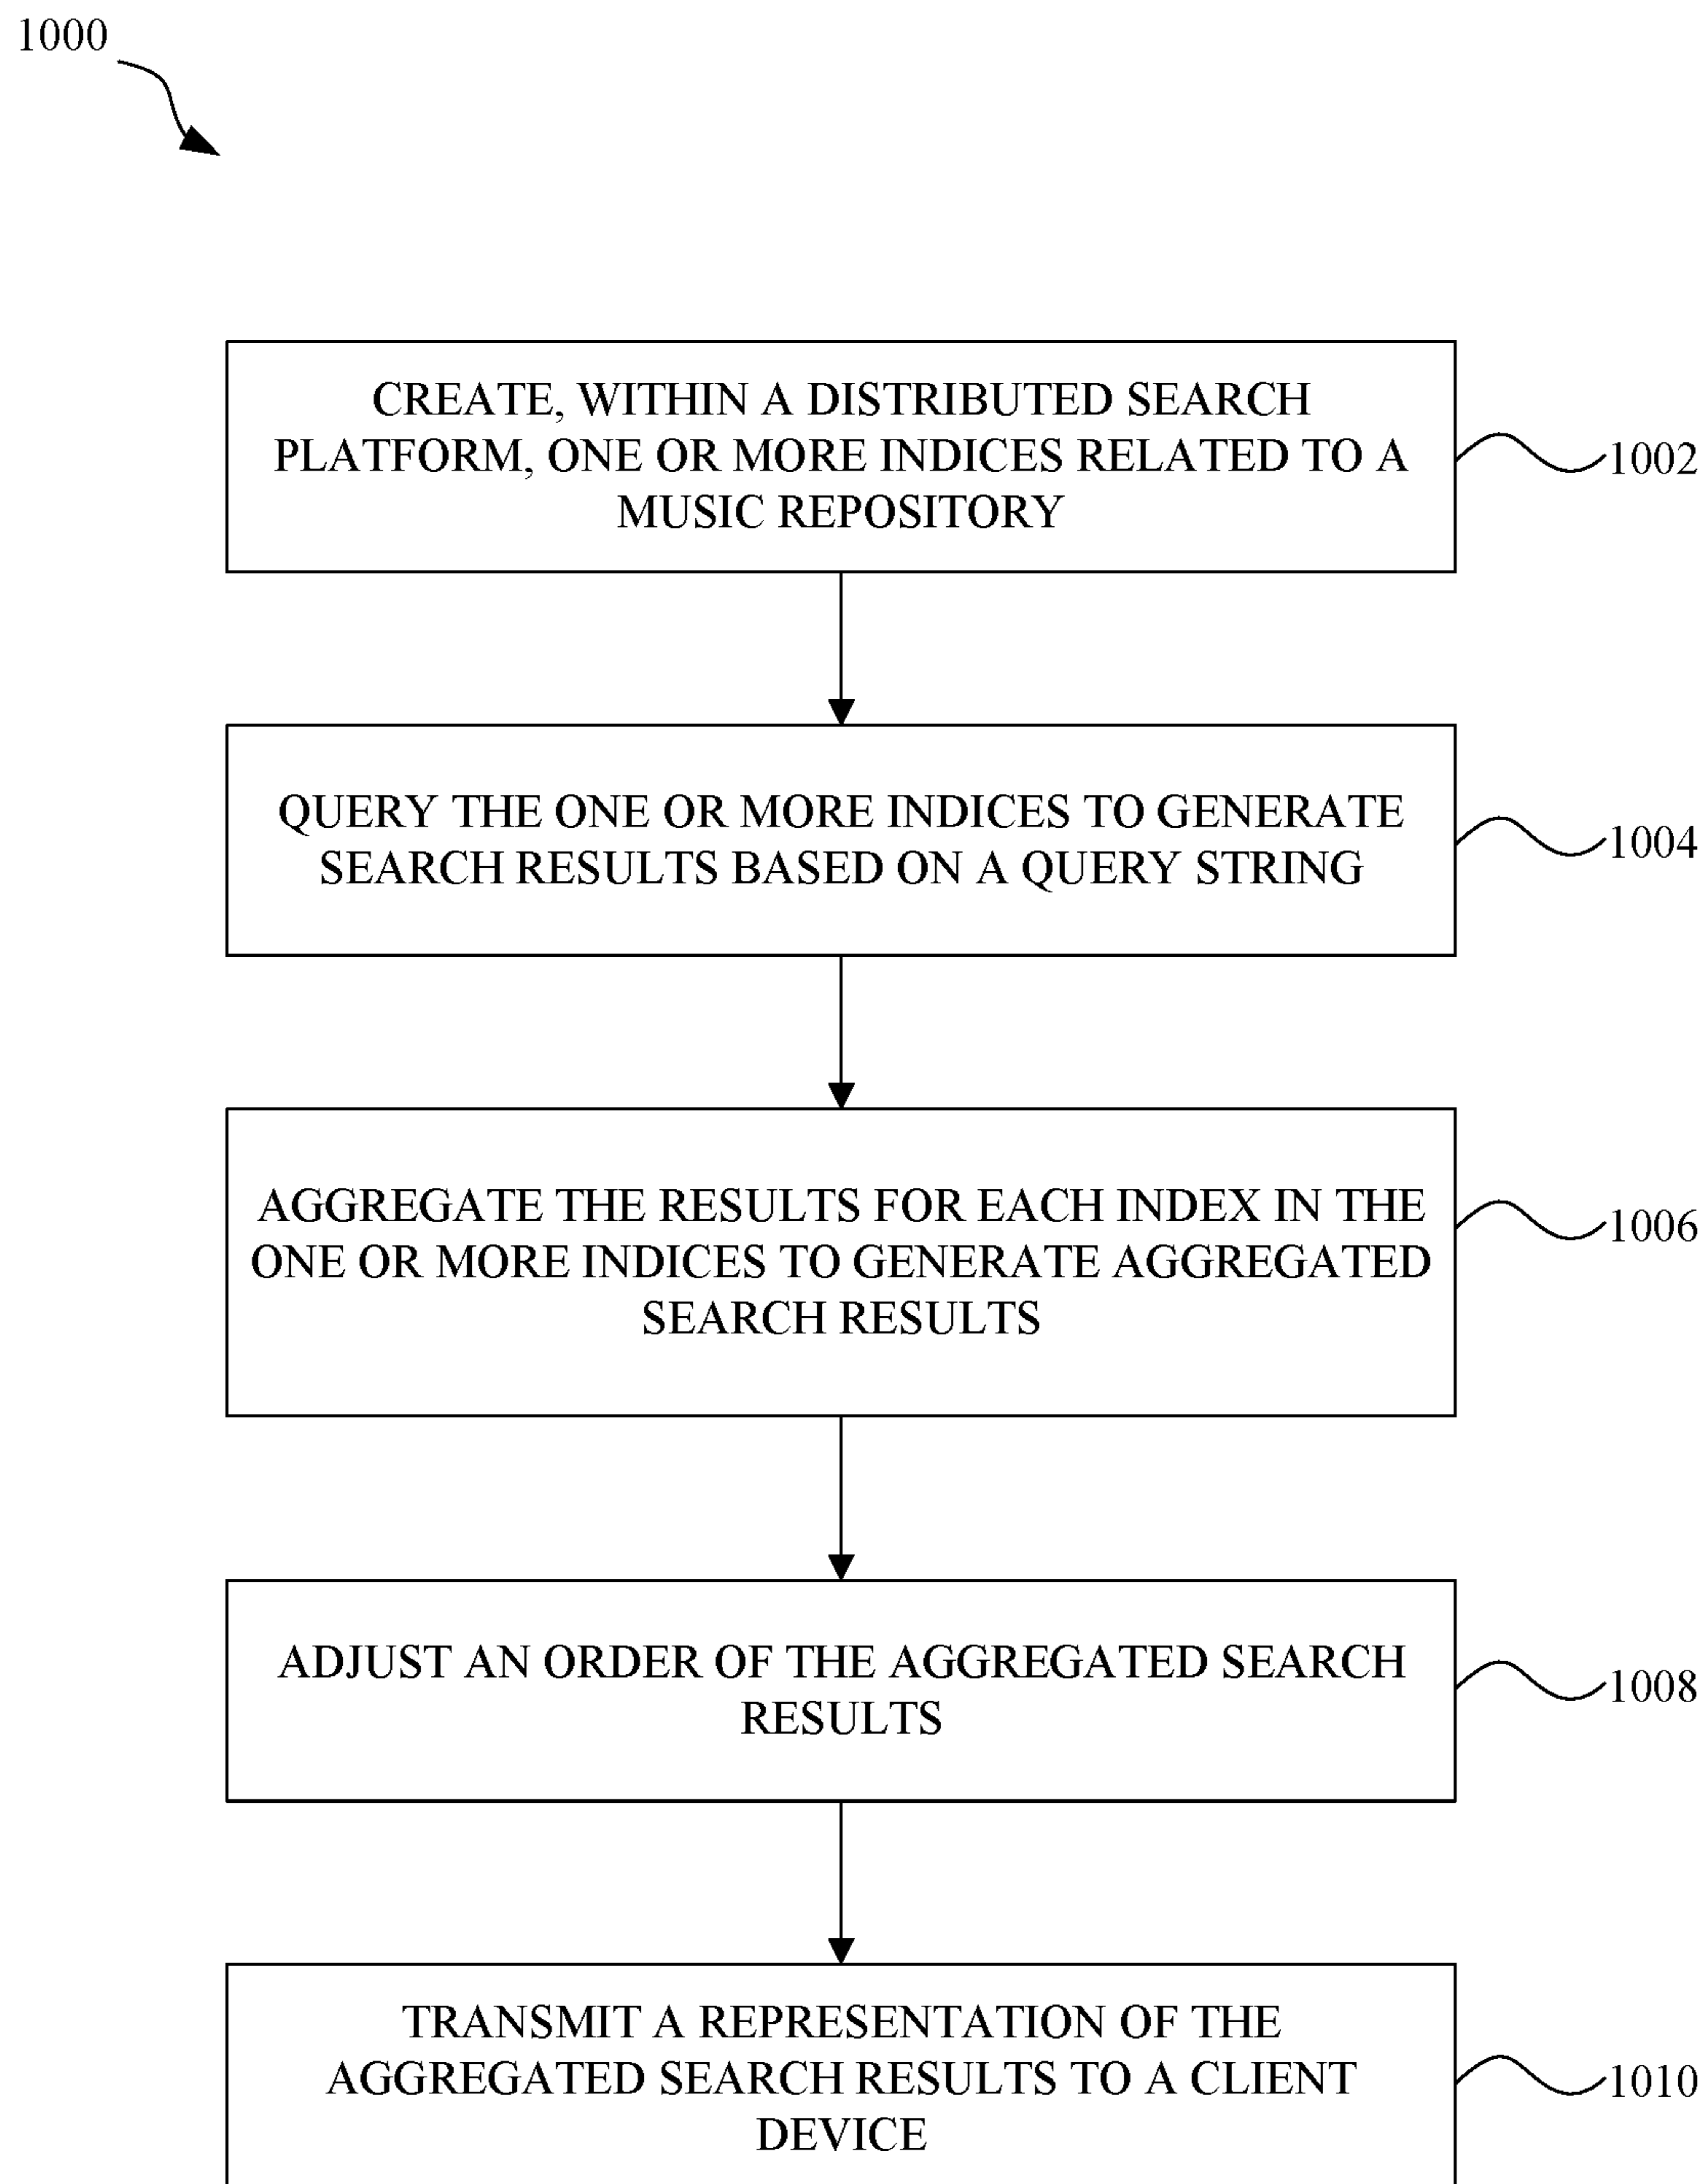 1000
CREATE, WITHIN A DISTRIBUTED SEARCH
PLATFORM, ONE OR MORE INDICES RELATED TO A
MUSIC REPOSITORY
1002
QUERY THE ONE OR MORE INDICES TO GENERATE
SEARCH RESULTS BASED ON A QUERY STRING
1004
AGGREGATE THE RESULTS FOR EACH INDEX IN THE
ONE OR MORE INDICES TO GENERATE AGGREGATED
SEARCH RESULTS
1006
ADJUST AN ORDER OF THE AGGREGATED SEARCH
RESULTS
1008
TRANSMIT A REPRESENTATION OF THE
AGGREGATED SEARCH RESULTS TO A CLIENT
DEVICE
1010